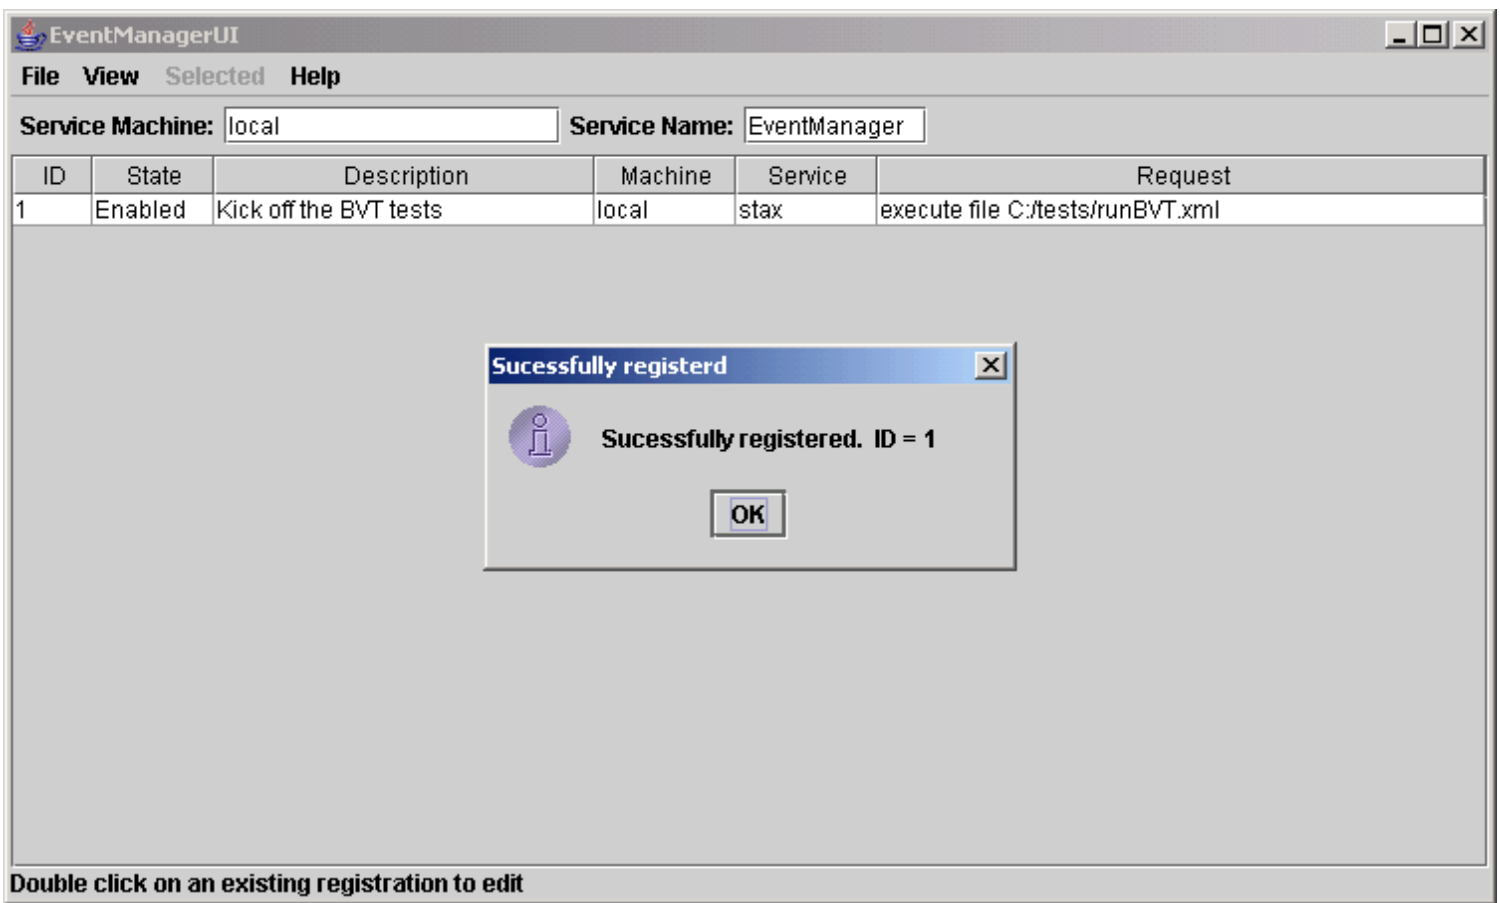 EventManagerUI
File View Selected Help
Service Machine: local Service Name: EventManager
ID State Description Machine Service Request
1 Enabled Kick off the BVT tests local stax execute file C:/tests/runBVT.xml
Sucessfully registerd
Sucessfully registered. ID = 1
OK
Double click on an existing registration to edit